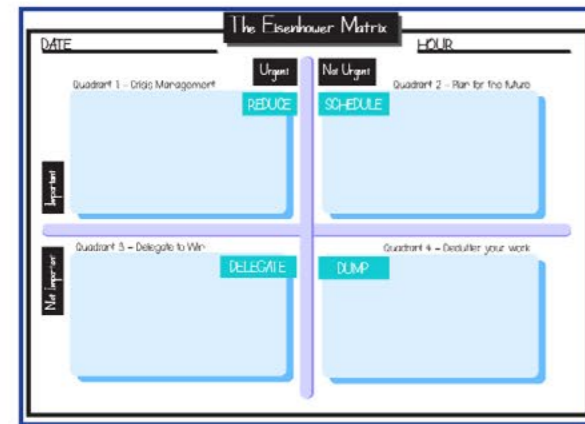 The Eisenhower Matrix
DATE
HOUR
Urgent
Not Urgent
Quadrant 1 - Crisis Management
Quadrant 2 - Plan for the future
REDUCE
SCHEDULE
Important
Quadrant 3 - Delegate to Win
Quadrant 4 - Declutter your work
DELEGATE
DUMP
Not Important